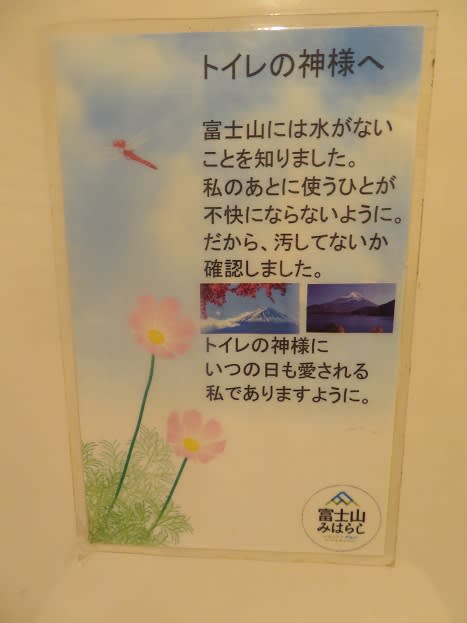 トイレの神様へ
富士山には水がない
ことを知りました。
私のあとに使うひとが
不快にならないように。
だから、汚してないか
確認しました。
トイレの神様に
いつの日も愛される
私でありますように。
富士山
みはらし